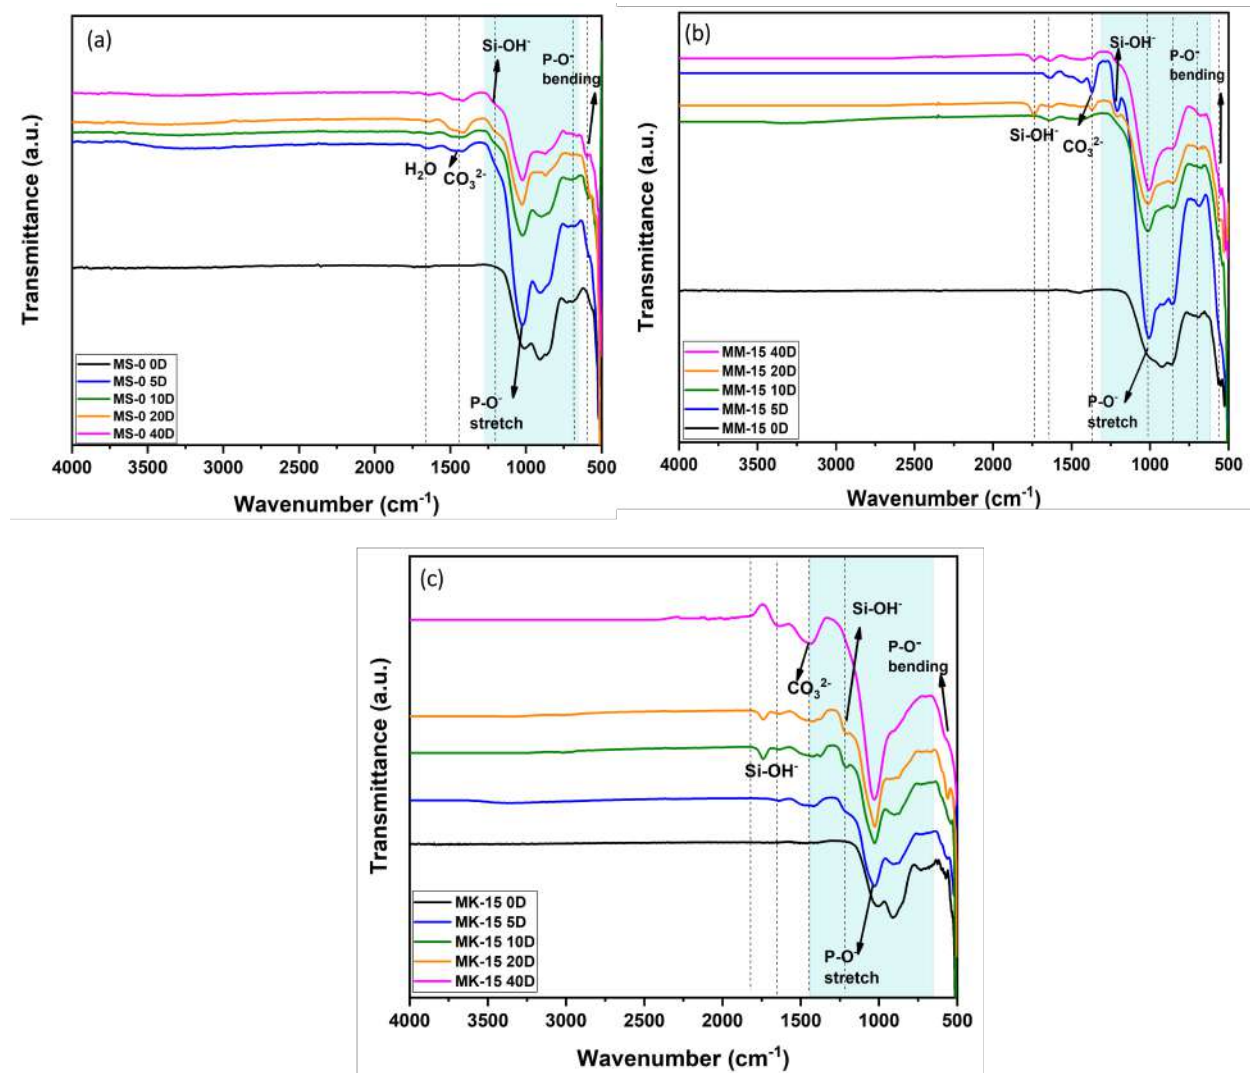 (a)
Si-OH⁻
P-O⁻
bending
H₂O
CO₃²⁻
P-O⁻
stretch
MS-0 0D
MS-0 5D
MS-0 10D
MS-0 20D
MS-0 40D
Transmittance (a.u.)
4000 3500 3000 2500 2000 1500 1000 500
Wavenumber (cm⁻¹)
(b)
Si-OH⁻
P-O⁻
bending
Si-OH⁻
CO₃²⁻
P-O⁻
stretch
MM-15 40D
MM-15 20D
MM-15 10D
MM-15 5D
MM-15 0D
Transmittance (a.u.)
4000 3500 3000 2500 2000 1500 1000 500
Wavenumber (cm⁻¹)
(c)
Si-OH⁻
P-O⁻
bending
CO₃²⁻
Si-OH⁻
P-O⁻
stretch
MK-15 0D
MK-15 5D
MK-15 10D
MK-15 20D
MK-15 40D
Transmittance (a.u.)
4000 3500 3000 2500 2000 1500 1000 500
Wavenumber (cm⁻¹)